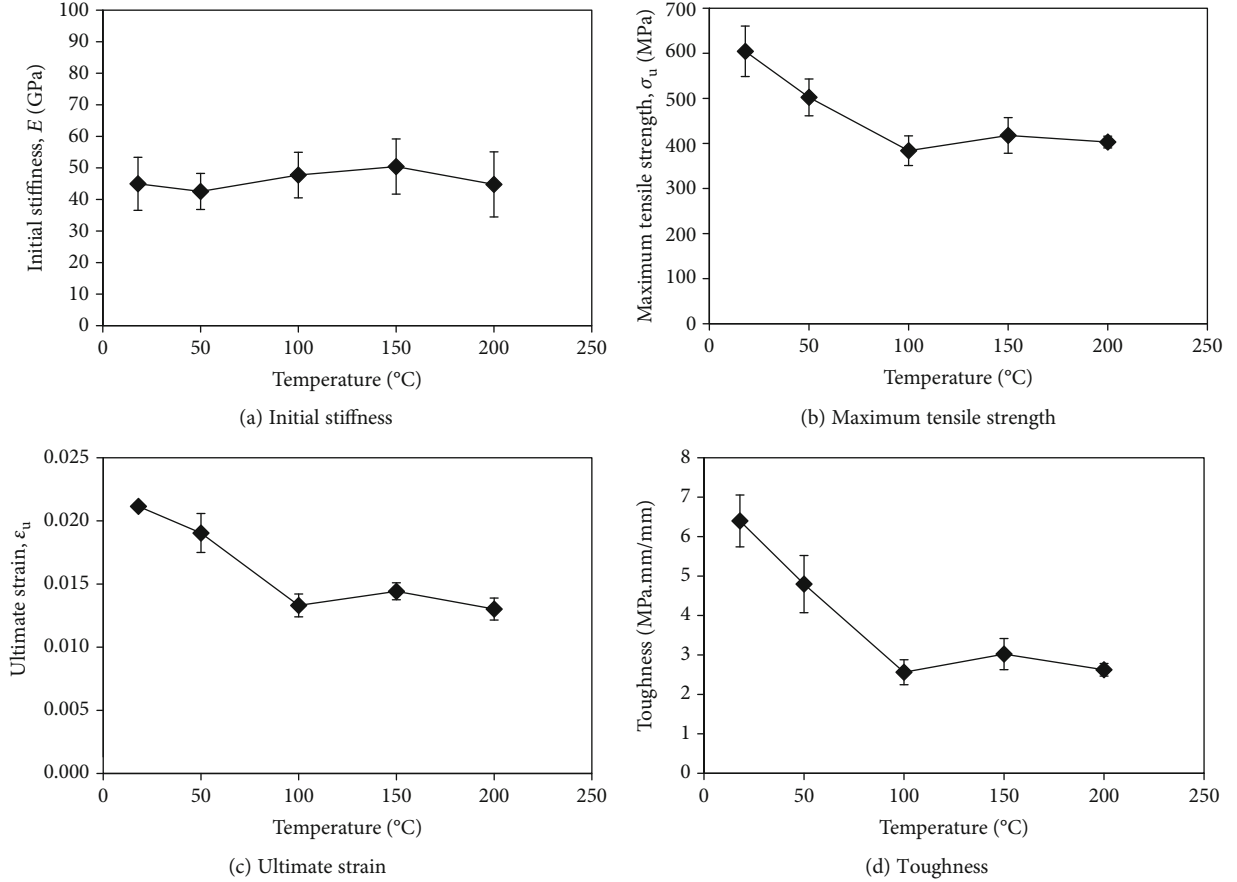 100
90
80
70
60
50
40
30
20
10
0
Initial stiffness, E (GPa)
0 50 100 150 200 250
Temperature (°C)
(a) Initial stiffness
700
600
500
400
300
200
100
0
Maximum tensile strength, σu (MPa)
0 50 100 150 200 250
Temperature (°C)
(b) Maximum tensile strength
0.025
0.020
0.015
0.010
0.005
0.000
Ultimate strain, εu
0 50 100 150 200 250
Temperature (°C)
(c) Ultimate strain
8
7
6
5
4
3
2
1
0
Toughness (MPa.mm/mm)
0 50 100 150 200 250
Temperature (°C)
(d) Toughness